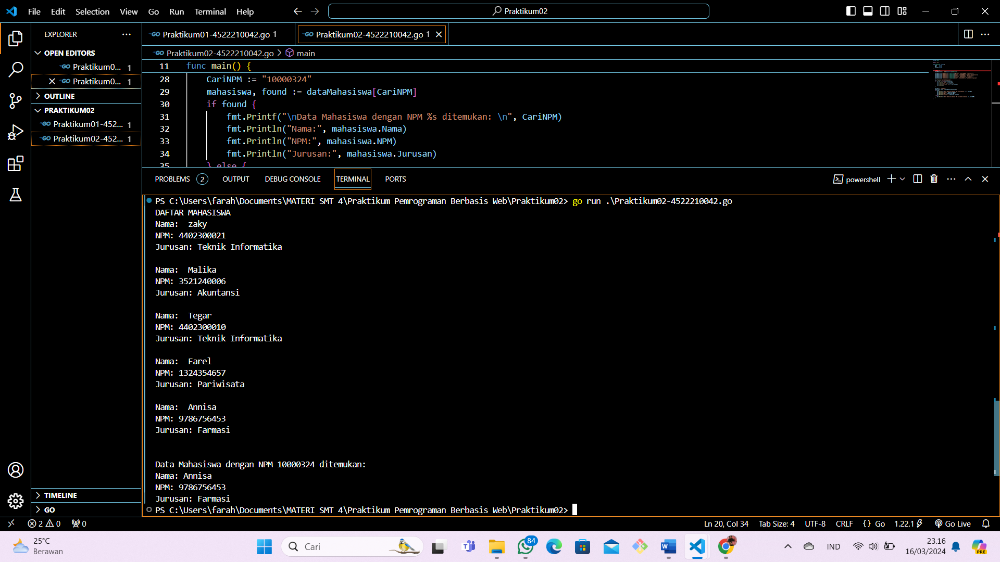 File Edit Selection View Go Run Terminal Help
Praktikum02
EXPLORER
OPEN EDITORS
GO Praktikum0... 1
GO Praktikum0... 1
OUTLINE
PRAKTIKUM02
GO Praktikum01-452... 1
GO Praktikum02-452... 1
TIMELINE
GO
GO Praktikum01-4522210042.go 1
GO Praktikum02-4522210042.go 1
GO Praktikum02-4522210042.go > main
11 func main() {
28 CariNPM := "10000324"
29 mahasiswa, found := dataMahasiswa[CariNPM]
30 if found {
31 fmt.Printf("\nData Mahasiswa dengan NPM %s ditemukan: \n", CariNPM)
32 fmt.Println("Nama:", mahasiswa.Nama)
33 fmt.Println("NPM:", mahasiswa.NPM)
34 fmt.Println("Jurusan:", mahasiswa.Jurusan)
35 } else {
PROBLEMS 2 OUTPUT DEBUG CONSOLE TERMINAL PORTS
powershell
PS C:\Users\farah\Documents\MATERI SMT 4\Praktikum Pemrograman Berbasis Web\Praktikum02> go run .\Praktikum02-4522210042.go
DAFTAR MAHASISWA
Nama:  zaky
NPM: 4402300021
Jurusan: Teknik Informatika
Nama:  Malika
NPM: 3521240006
Jurusan: Akuntansi
Nama:  Tegar
NPM: 4402300010
Jurusan: Teknik Informatika
Nama:  Farel
NPM: 1324354657
Jurusan: Pariwisata
Nama:  Annisa
NPM: 9786756453
Jurusan: Farmasi
Data Mahasiswa dengan NPM 10000324 ditemukan:
Nama: Annisa
NPM: 9786756453
Jurusan: Farmasi
PS C:\Users\farah\Documents\MATERI SMT 4\Praktikum Pemrograman Berbasis Web\Praktikum02>
2 0 0
Ln 20, Col 34 Tab Size: 4 UTF-8 CRLF {} Go 1.22.1 Go Live
25°C
Berawan
Cari
84
IND
23.16
16/03/2024
PRE